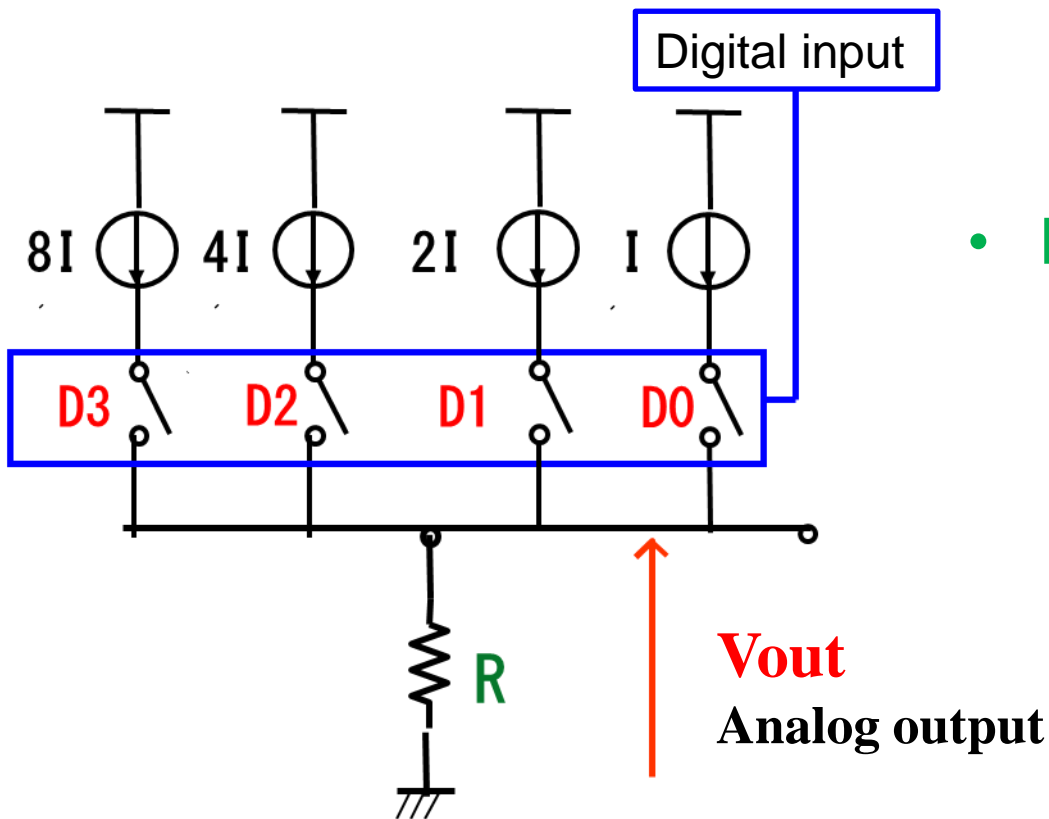 Digital input
8I 4I 2I I
D3 D2 D1 D0
R
Vout
Analog output